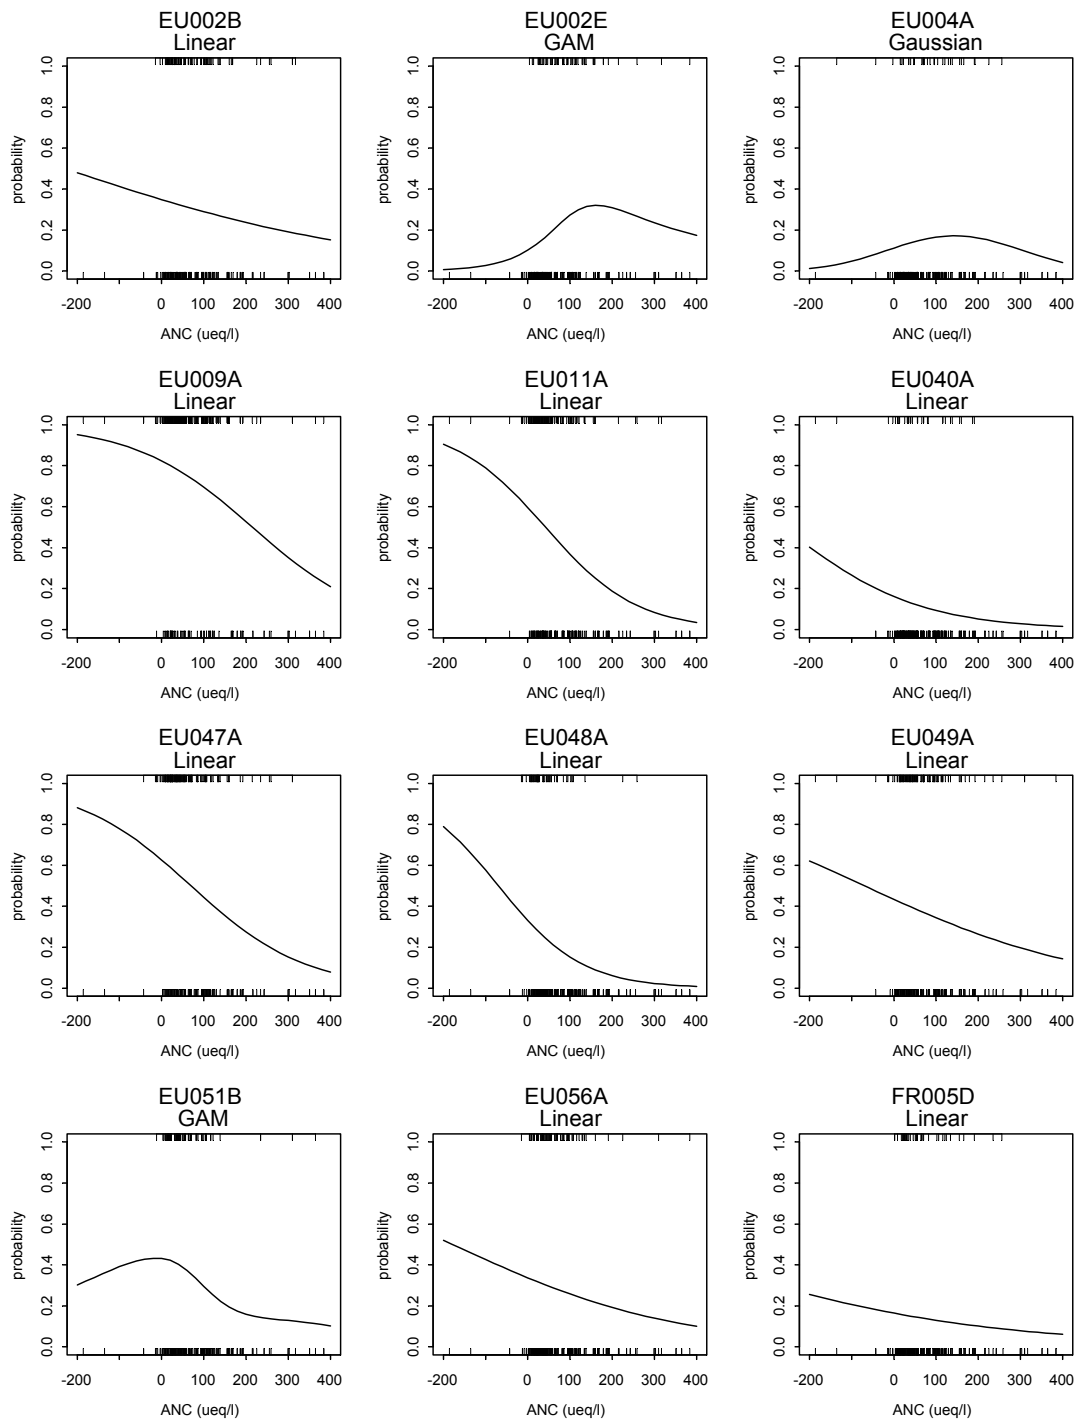 EU002B
Linear
1.0
0.8
0.6
0.4
0.2
0.0
probability
-200 0 100 200 300 400
ANC (ueq/l)
EU002E
GAM
1.0
0.8
0.6
0.4
0.2
0.0
probability
-200 0 100 200 300 400
ANC (ueq/l)
EU004A
Gaussian
1.0
0.8
0.6
0.4
0.2
0.0
probability
-200 0 100 200 300 400
ANC (ueq/l)
EU009A
Linear
1.0
0.8
0.6
0.4
0.2
0.0
probability
-200 0 100 200 300 400
ANC (ueq/l)
EU011A
Linear
1.0
0.8
0.6
0.4
0.2
0.0
probability
-200 0 100 200 300 400
ANC (ueq/l)
EU040A
Linear
1.0
0.8
0.6
0.4
0.2
0.0
probability
-200 0 100 200 300 400
ANC (ueq/l)
EU047A
Linear
1.0
0.8
0.6
0.4
0.2
0.0
probability
-200 0 100 200 300 400
ANC (ueq/l)
EU048A
Linear
1.0
0.8
0.6
0.4
0.2
0.0
probability
-200 0 100 200 300 400
ANC (ueq/l)
EU049A
Linear
1.0
0.8
0.6
0.4
0.2
0.0
probability
-200 0 100 200 300 400
ANC (ueq/l)
EU051B
GAM
1.0
0.8
0.6
0.4
0.2
0.0
probability
-200 0 100 200 300 400
ANC (ueq/l)
EU056A
Linear
1.0
0.8
0.6
0.4
0.2
0.0
probability
-200 0 100 200 300 400
ANC (ueq/l)
FR005D
Linear
1.0
0.8
0.6
0.4
0.2
0.0
probability
-200 0 100 200 300 400
ANC (ueq/l)